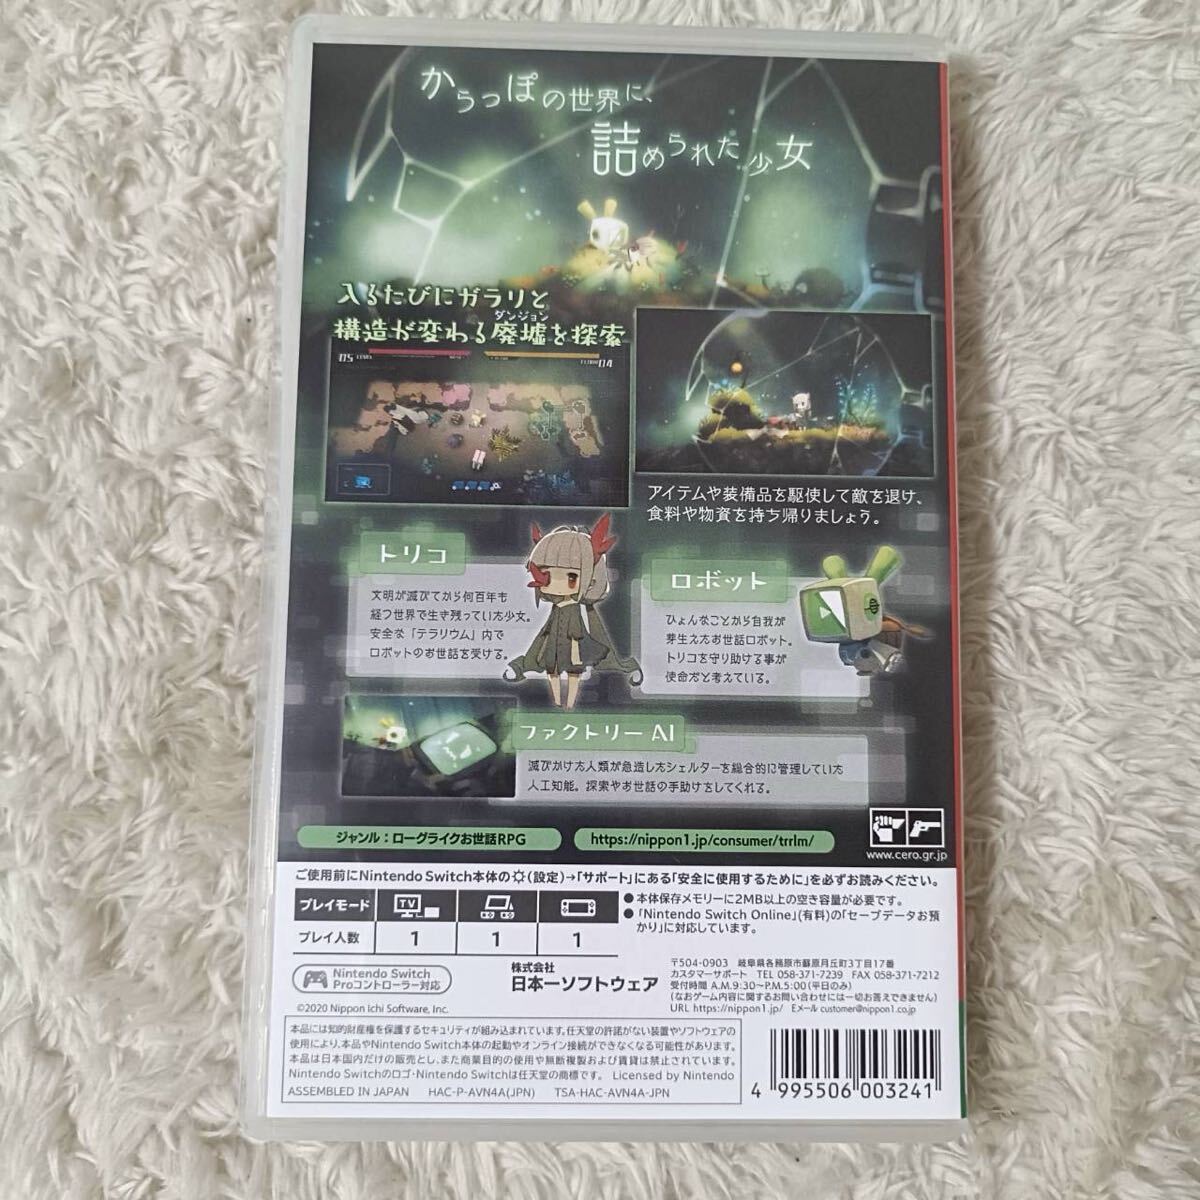 からっぽの世界に、
詰められた少女
入るたびにガラリと
ダンジョン
構造が変わる廃墟を探索
05 LEVEL
04
アイテムや装備品を駆使して敵を退け、
食料や物資を持ち帰りましょう。
トリコ
文明が滅びてから何百年も
経つ世界で生き残っていた少女。
安全な「テラリウム」内で
ロボットのお世話を受ける。
ロボット
ひょんなことから自我が
芽生えたお世話ロボット。
トリコを守り助ける事が
使命だと考えている。
ファクトリーAI
滅びかけた人類が急造したシェルターを総合的に管理していた
人工知能。探索やお世話の手助けをしてくれる。
ジャンル：ローグライクお世話RPG
https://nippon1.jp/consumer/trrlm/
www.cero.gr.jp
ご使用前にNintendo Switch本体の(設定)→「サポート」にある「安全に使用するために」を必ずお読みください。
プレイモード TV
プレイ人数 1 1 1
●本体保存メモリーに2MB以上の空き容量が必要です。
●「Nintendo Switch Online」(有料)の「セーブデータお預
かり」に対応しています。
Nintendo Switch
Proコントローラー対応
株式会社
日本一ソフトウェア
〒504-0903 岐阜県各務原市蘇原月丘町3丁目17番
カスタマーサポート TEL 058-371-7239 FAX 058-371-7212
受付時間 A.M.9:30～P.M.5:00(平日のみ)
(なおゲーム内容に関するお問い合わせには一切お答えできません)
URL https://nippon1.jp/ Eメール customer@nippon1.co.jp
©2020 Nippon Ichi Software, Inc.
本品には知的財産権を保護するセキュリティが組み込まれています。任天堂の許諾がない装置やソフトウェアの
使用により、本品やNintendo Switch本体の起動やオンライン接続ができなくなる可能性があります。
本品は日本国内だけの販売とし、また商業目的の使用や無断複製および賃貸は禁止されています。
Nintendo Switchのロゴ・Nintendo Switchは任天堂の商標です。 Licensed by Nintendo
ASSEMBLED IN JAPAN HAC-P-AVN4A(JPN) TSA-HAC-AVN4A-JPN
4 995506 003241